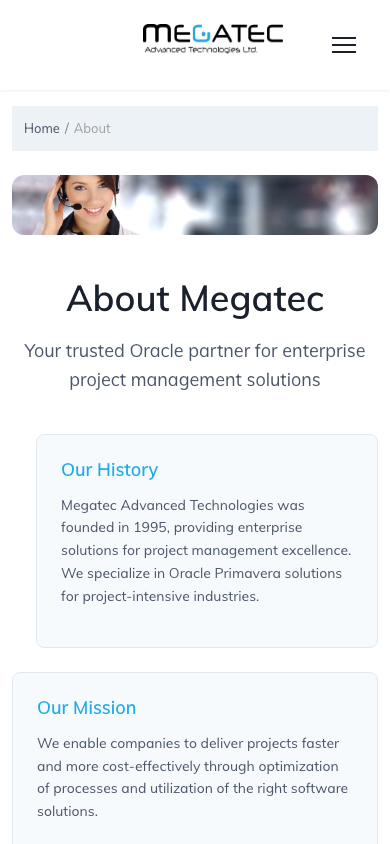 MEGATEC
Advanced Technologies Ltd.
Home / About
About Megatec
Your trusted Oracle partner for enterprise
project management solutions
Our History
Megatec Advanced Technologies was
founded in 1995, providing enterprise
solutions for project management excellence.
We specialize in Oracle Primavera solutions
for project-intensive industries.
Our Mission
We enable companies to deliver projects faster
and more cost-effectively through optimization
of processes and utilization of the right software
solutions.